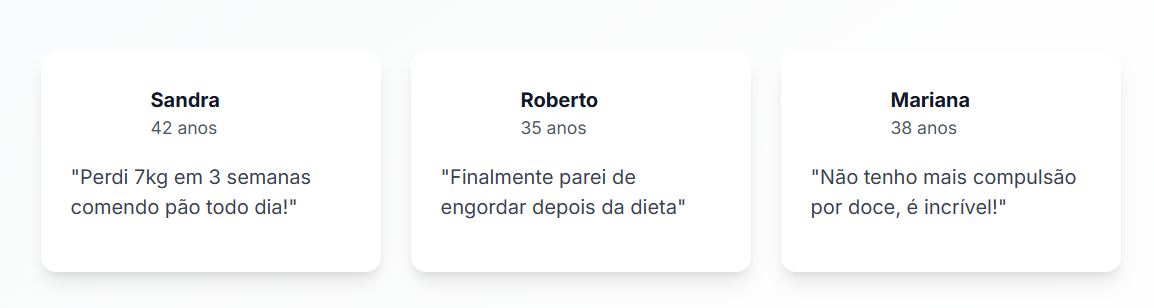 Sandra
42 anos
"Perdi 7kg em 3 semanas
comendo pão todo dia!"
Roberto
35 anos
"Finalmente parei de
engordar depois da dieta"
Mariana
38 anos
"Não tenho mais compulsão
por doce, é incrível!"